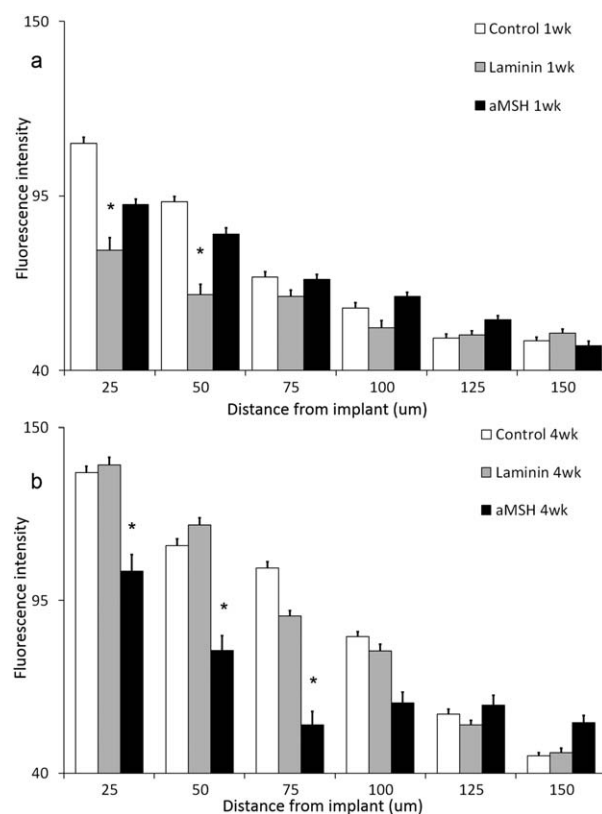 150
Control 1wk
a
Laminin 1wk
aMSH 1wk
Fluorescence intensity
95
*
*
40
25 50 75 100 125 150
Distance from implant (um)
150
Control 4wk
b
Laminin 4wk
aMSH 4wk
Fluorescence intensity
*
95
*
*
40
25 50 75 100 125 150
Distance from implant (um)